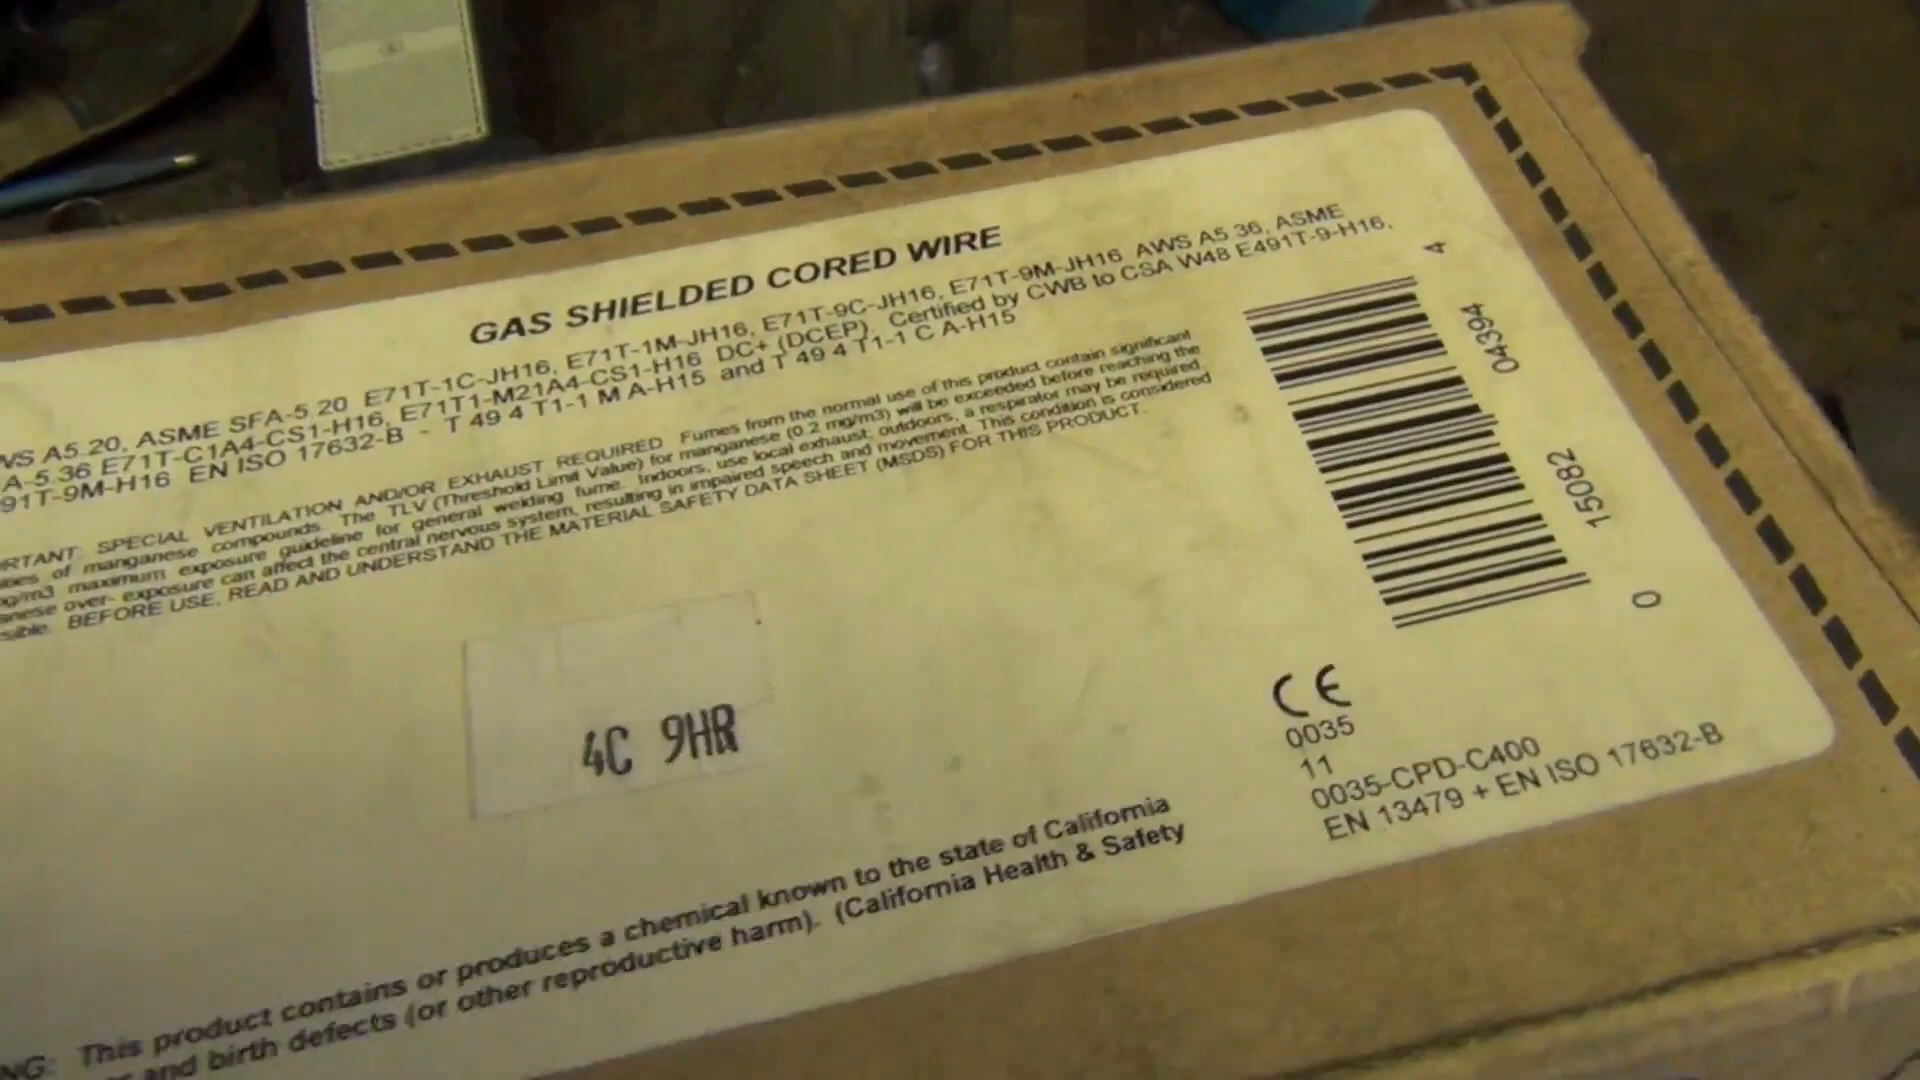 GAS SHIELDED CORED WIRE
WS A5.20, ASME SFA-5.20 E71T-1C-JH16, E71T-1M-JH16, E71T-9C-JH16, E71T-9M-JH16 AWS A5.36, ASME
A-5.36 E71T-C1A4-CS1-H16, E71T1-M21A4-CS1-H16 DC+ (DCEP). Certified by CWB to CSA W48 E491T-9-H16,
91T-9M-H16 EN ISO 17632-B - T 49 4 T1-1 M A-H15 and T 49 4 T1-1 C A-H15
RTANT: SPECIAL VENTILATION AND/OR EXHAUST REQUIRED Fumes from the normal use of this product contain significant
of manganese compounds. The TLV (Threshold Limit Value) for manganese (0.2 mg/m3) will be exceeded before reaching the
mg/m3 maximum exposure guideline for general welding fume. Indoors, use local exhaust; outdoors, a respirator may be required.
anese over- exposure can affect the central nervous system, resulting in impaired speech and movement. This condition is considered
sible. BEFORE USE, READ AND UNDERSTAND THE MATERIAL SAFETY DATA SHEET (MSDS) FOR THIS PRODUCT.
4C 9HR
0 15082 04394 4
CE
0035
11
0035-CPD-C400
EN 13479 + EN ISO 17632-B
NG: This product contains or produces a chemical known to the state of California
and birth defects (or other reproductive harm). (California Health & Safety